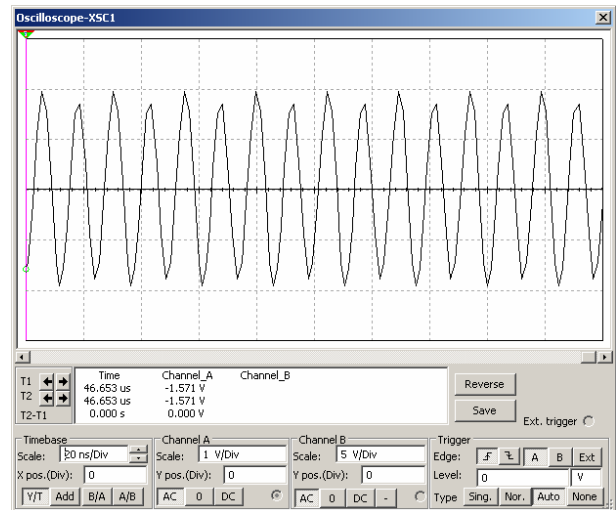 Oscilloscope-XSC1
Time Channel_A Channel_B
T1 46.653 us -1.571 V
T2 46.653 us -1.571 V
T2-T1 0.000 s 0.000 V
Reverse
Save
Ext. trigger
Timebase
Scale: 20 ns/Div
X pos.(Div): 0
Y/T Add B/A A/B
Channel A
Scale: 1 V/Div
Y pos.(Div): 0
AC 0 DC
Channel B
Scale: 5 V/Div
Y pos.(Div): 0
AC 0 DC -
Trigger
Edge: A B Ext
Level: 0 V
Type Sing. Nor. Auto None